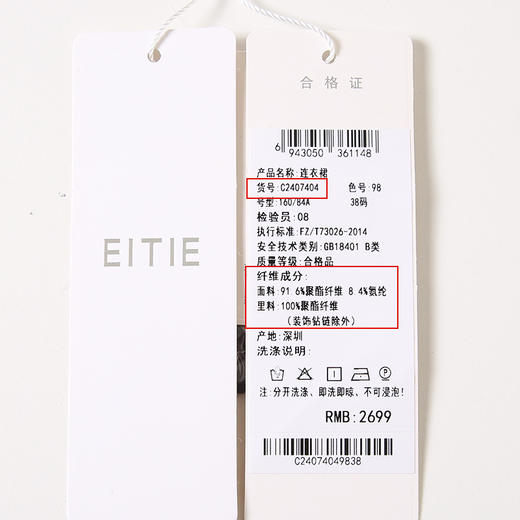 EITIE
合格证
6 943050 361148
产品名称:连衣裙
货号:C2407404 色号:98
号型:160/84A 38码
检验员:08
执行标准:FZ/T73026-2014
安全技术类别:GB18401 B类
质量等级:合格品
纤维成分:
面料:91.6%聚酯纤维 8.4%氨纶
里料:100%聚酯纤维
(装饰钻链除外)
产地:深圳
洗涤说明:
注:分开洗涤、即洗即晾、不可浸泡!
RMB:2699
C24074049838